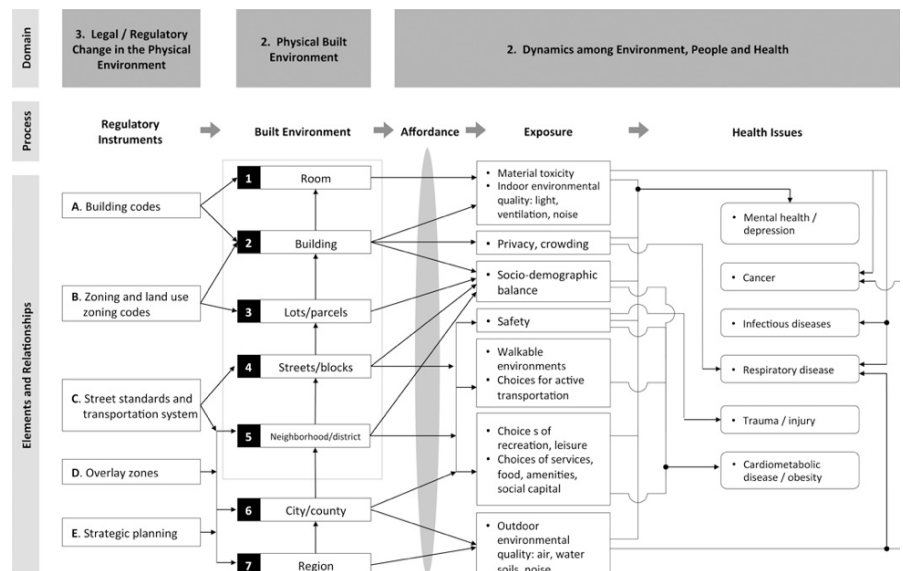 Domain
3. Legal / Regulatory
Change in the Physical
Environment
2. Physical Built
Environment
2. Dynamics among Environment, People and Health
Process
Regulatory
Instruments
Built Environment
Affordance
Exposure
Health Issues
Elements and Relationships
A. Building codes
B. Zoning and land use
zoning codes
C. Street standards and
transportation system
D. Overlay zones
E. Strategic planning
1 Room
2 Building
3 Lots/parcels
4 Streets/blocks
5 Neighborhood/district
6 City/county
7 Region
• Material toxicity
• Indoor environmental
quality: light,
ventilation, noise
• Privacy, crowding
• Socio-demographic
balance
• Safety
• Walkable
environments
• Choices for active
transportation
• Choice s of
recreation, leisure
• Choices of services,
food, amenities,
social capital
• Outdoor
environmental
quality: air, water
soils, noise
• Mental health /
depression
• Cancer
• Infectious diseases
• Respiratory disease
• Trauma / injury
• Cardiometabolic
disease / obesity